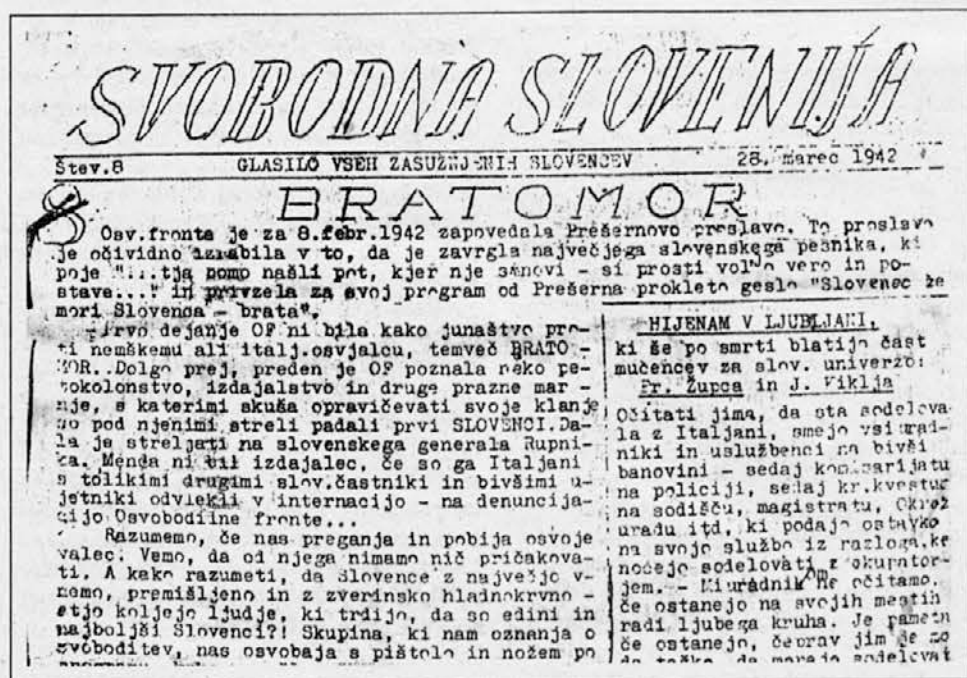 SVOBODNA SLOVENIJA
Štev.8 GLASILO VSEH ZASUŽNJENIH SLOVENCEV 28. marec 1942
BRATOMOR
Osv.fronta je za 8.febr.1942 zapovedala Prešernovo proslavo. To proslavo
je očividno izrabila v to, da je zavrgla največjega slovenskega pesnika, ki
poje "...tja bomo našli pot, kjer nje sinovi - si prosti voljo vero in po-
stave..." in privzela za svoj program od Prešerna prokleto geslo "Slovenec že
mori Slovenca - brata".
Prvo dejanje OF ni bila kako junaštvo pro-
ti nemškemu ali italj.osvjalcu, temveč BRATO -
MOR..Dolgo prej, preden je OF poznala neko pe-
tokolonstvo, izdajalstvo in druge prazne mar -
nje, s katerimi skuša opravičevati svoje klanje
so pod njenimi streli padali prvi SLOVENCI.Da-
la je streljati na slovenskega generala Rupni-
ka. Menda ni bil izdajalec, če so ga Italjani
s tolikimi drugimi slov.častniki in bivšimi u-
jetniki odvlekli v internacijo - na denuncija-
cijo Osvobodilne fronte...
Razumemo, če nas preganja in pobija osvoje
valec. Vemo, da od njega nimamo nič pričakova-
ti. A kako razumeti, da Slovence z največjo v-
nemo, premišljeno in z zverinsko hladnokrvno -
stjo koljejo ljudje, ki trdijo, da so edini in
najboljši Slovenci?! Skupina, ki nam oznanja o
svoboditev, nas osvobaja s pištolo in nožem po
HIJENAM V LJUBLJANI,
ki še po smrti blatijo čast
mučencev za slov. univerzo:
Fr. Župca in J. Kiklja
Očitati jima, da sta sodelova-
la z Italjani, smejo vsi urad-
niki in uslužbenci na bivši
banovini - sedaj komisarijatu
na policiji, sedaj kr.kvestur
na sodišču, magistratu, Okrož
uradu itd, ki podajo ostavko
na svojo službo iz razloga,ke
nočejo sodelovati z okupator-
jem. -- Mi uradnikom ne očitamo.
če ostanejo na svojih mestih
radi ljubega kruha. Je pametn
če ostanejo, čeprav jim je zo
da morejo sodelovat